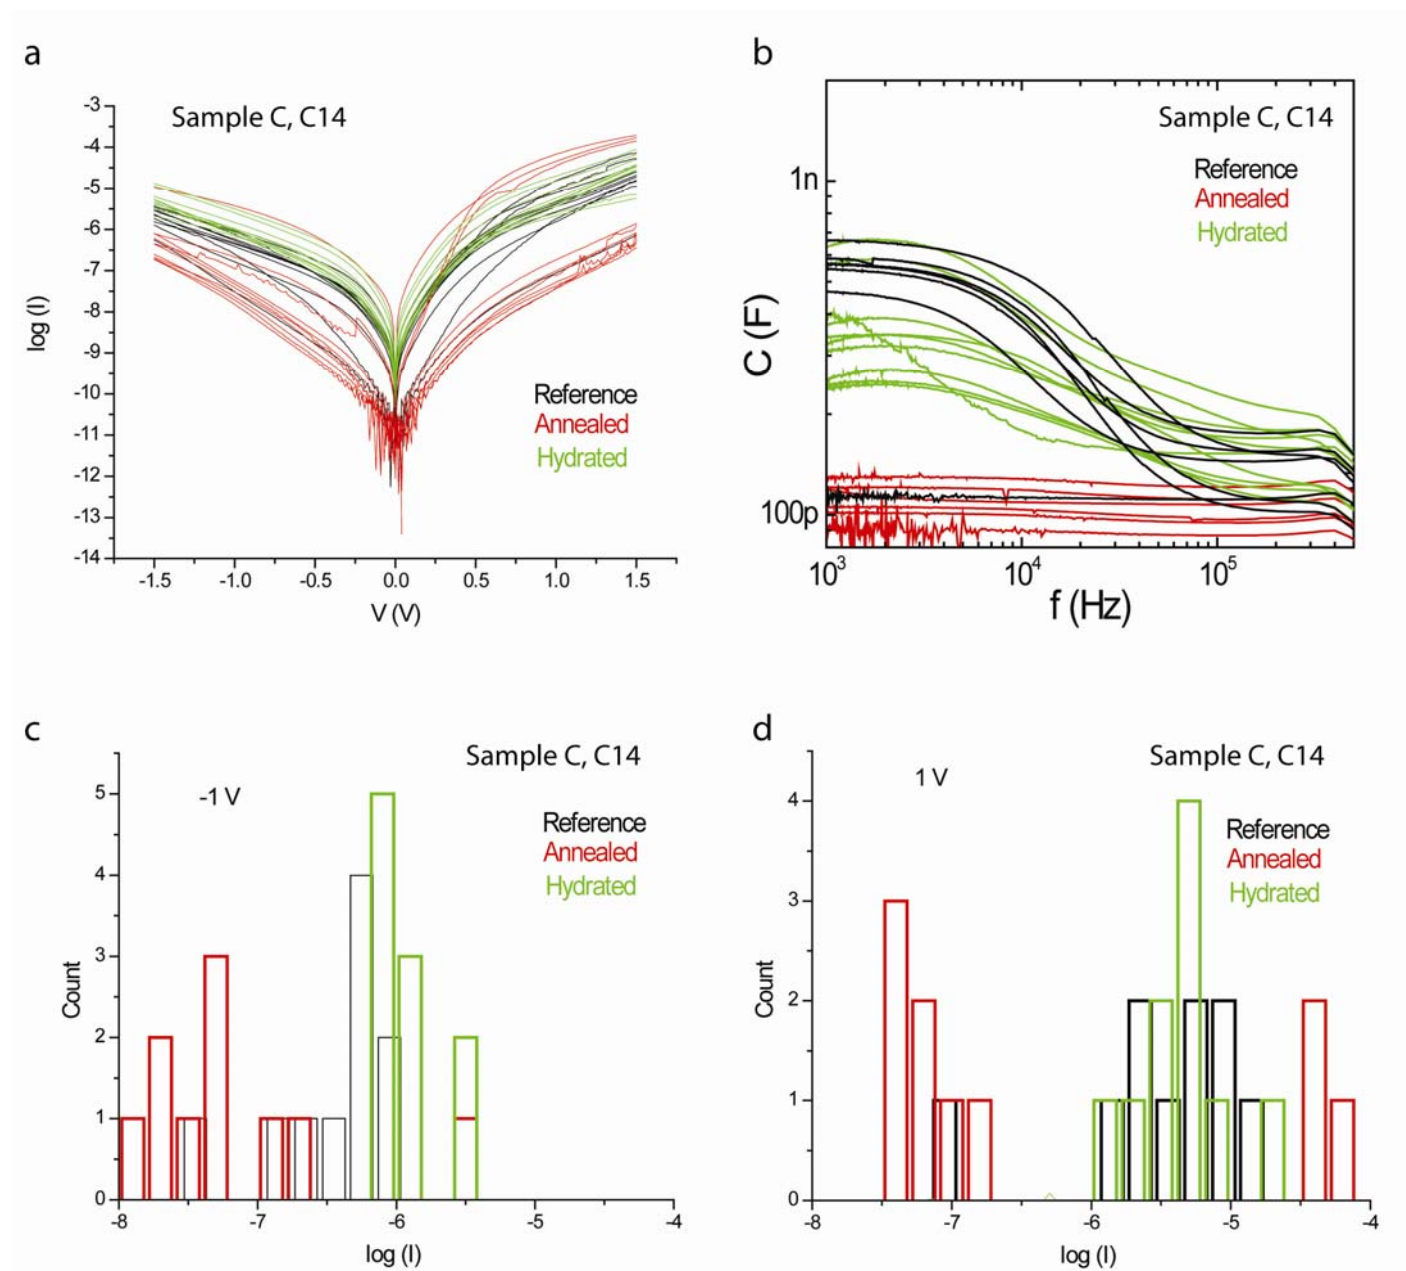 a
Sample C, C14
-3
-4
-5
-6
-7
-8
-9
-10
-11
-12
-13
-14
log (I)
-1.5 -1.0 -0.5 0.0 0.5 1.0 1.5
V (V)
Reference
Annealed
Hydrated
b
Sample C, C14
Reference
Annealed
Hydrated
1n
100p
C (F)
10³ 10⁴ 10⁵
f (Hz)
c
Sample C, C14
-1 V
Reference
Annealed
Hydrated
5
4
3
2
1
0
Count
-8 -7 -6 -5 -4
log (I)
d
Sample C, C14
1 V
Reference
Annealed
Hydrated
4
3
2
1
0
Count
-8 -7 -6 -5 -4
log (I)